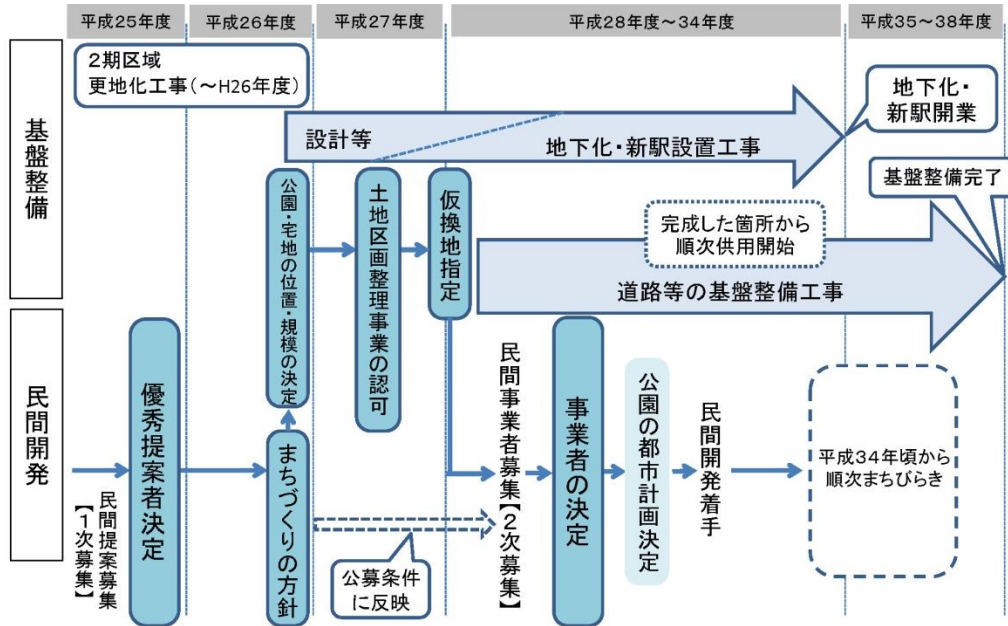 平成25年度
平成26年度
平成27年度
平成28年度～34年度
平成35～38年度
基盤整備
2期区域
更地化工事(～H26年度)
設計等
地下化・新駅設置工事
地下化・
新駅開業
公園・宅地の位置・規模の決定
土地区画整理事業の認可
仮換地指定
完成した箇所から
順次供用開始
道路等の基盤整備工事
基盤整備完了
民間開発
民間提案募集
【1次募集】
優秀提案者決定
まちづくりの方針
公募条件
に反映
民間事業者募集【2次募集】
事業者の決定
公園の都市計画決定
民間開発着手
平成34年頃から
順次まちびらき